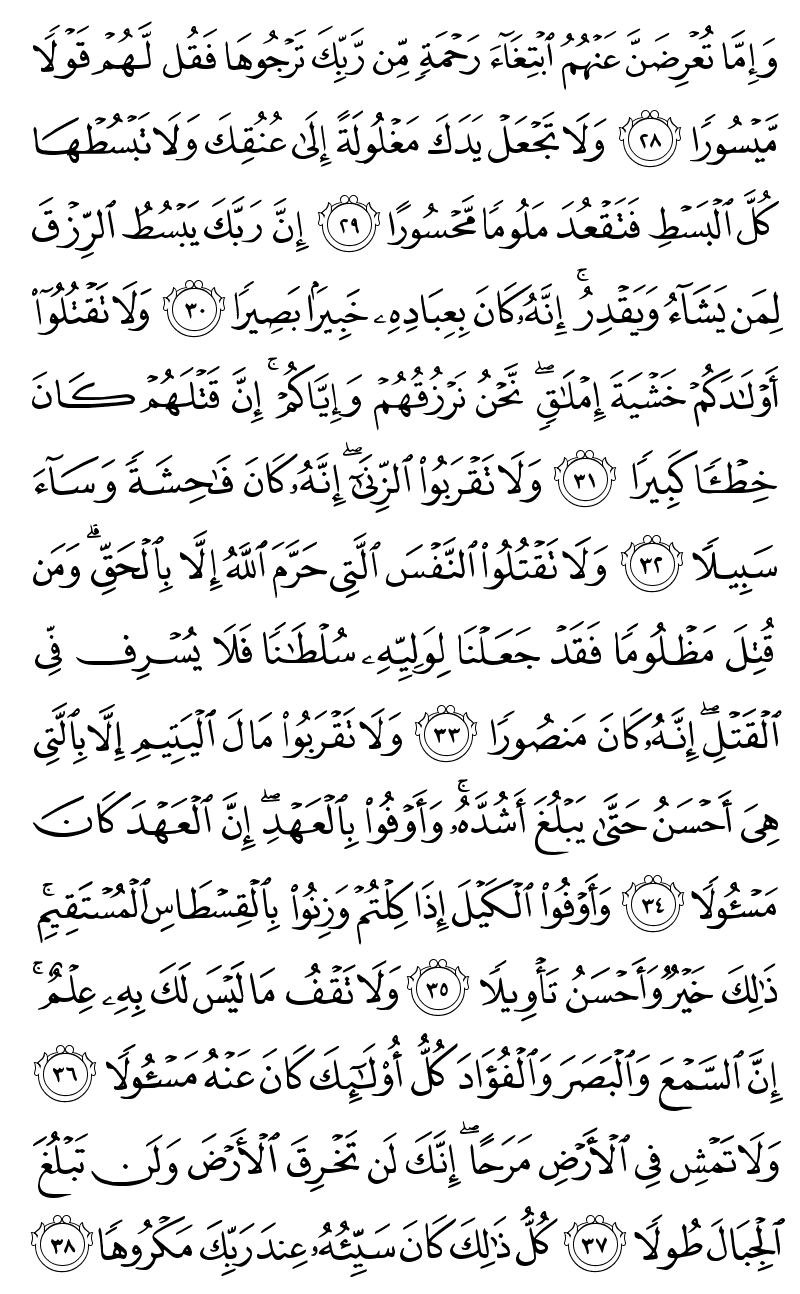 وَإِمَّا تُعۡرِضَنَّ عَنۡهُمُ ٱبۡتِغَآءَ رَحۡمَةٖ مِّن رَّبِّكَ تَرۡجُوهَا فَقُل لَّهُمۡ قَوۡلٗا
مَّيۡسُورٗا ٢٨ وَلَا تَجۡعَلۡ يَدَكَ مَغۡلُولَةً إِلَىٰ عُنُقِكَ وَلَا تَبۡسُطۡهَا
كُلَّ ٱلۡبَسۡطِ فَتَقۡعُدَ مَلُومٗا مَّحۡسُورًا ٢٩ إِنَّ رَبَّكَ يَبۡسُطُ ٱلرِّزۡقَ
لِمَن يَشَآءُ وَيَقۡدِرُۚ إِنَّهُۥ كَانَ بِعِبَادِهِۦ خَبِيرَۢا بَصِيرٗا ٣٠ وَلَا تَقۡتُلُوٓاْ
أَوۡلَٰدَكُمۡ خَشۡيَةَ إِمۡلَٰقٖۖ نَّحۡنُ نَرۡزُقُهُمۡ وَإِيَّاكُمۡۚ إِنَّ قَتۡلَهُمۡ كَانَ
خِطۡـٔٗا كَبِيرٗا ٣١ وَلَا تَقۡرَبُواْ ٱلزِّنَىٰٓۖ إِنَّهُۥ كَانَ فَٰحِشَةٗ وَسَآءَ
سَبِيلٗا ٣٢ وَلَا تَقۡتُلُواْ ٱلنَّفۡسَ ٱلَّتِي حَرَّمَ ٱللَّهُ إِلَّا بِٱلۡحَقِّۗ وَمَن
قُتِلَ مَظۡلُومٗا فَقَدۡ جَعَلۡنَا لِوَلِيِّهِۦ سُلۡطَٰنٗا فَلَا يُسۡرِف فِّي
ٱلۡقَتۡلِۖ إِنَّهُۥ كَانَ مَنصُورٗا ٣٣ وَلَا تَقۡرَبُواْ مَالَ ٱلۡيَتِيمِ إِلَّا بِٱلَّتِي
هِيَ أَحۡسَنُ حَتَّىٰ يَبۡلُغَ أَشُدَّهُۥۚ وَأَوۡفُواْ بِٱلۡعَهۡدِۖ إِنَّ ٱلۡعَهۡدَ كَانَ
مَسۡـُٔولٗا ٣٤ وَأَوۡفُواْ ٱلۡكَيۡلَ إِذَا كِلۡتُمۡ وَزِنُواْ بِٱلۡقِسۡطَاسِ ٱلۡمُسۡتَقِيمِۚ
ذَٰلِكَ خَيۡرٞ وَأَحۡسَنُ تَأۡوِيلٗا ٣٥ وَلَا تَقۡفُ مَا لَيۡسَ لَكَ بِهِۦ عِلۡمٌۚ
إِنَّ ٱلسَّمۡعَ وَٱلۡبَصَرَ وَٱلۡفُؤَادَ كُلُّ أُوْلَٰٓئِكَ كَانَ عَنۡهُ مَسۡـُٔولٗا ٣٦
وَلَا تَمۡشِ فِي ٱلۡأَرۡضِ مَرَحًاۖ إِنَّكَ لَن تَخۡرِقَ ٱلۡأَرۡضَ وَلَن تَبۡلُغَ
ٱلۡجِبَالَ طُولٗا ٣٧ كُلُّ ذَٰلِكَ كَانَ سَيِّئُهُۥ عِندَ رَبِّكَ مَكۡرُوهٗا ٣٨